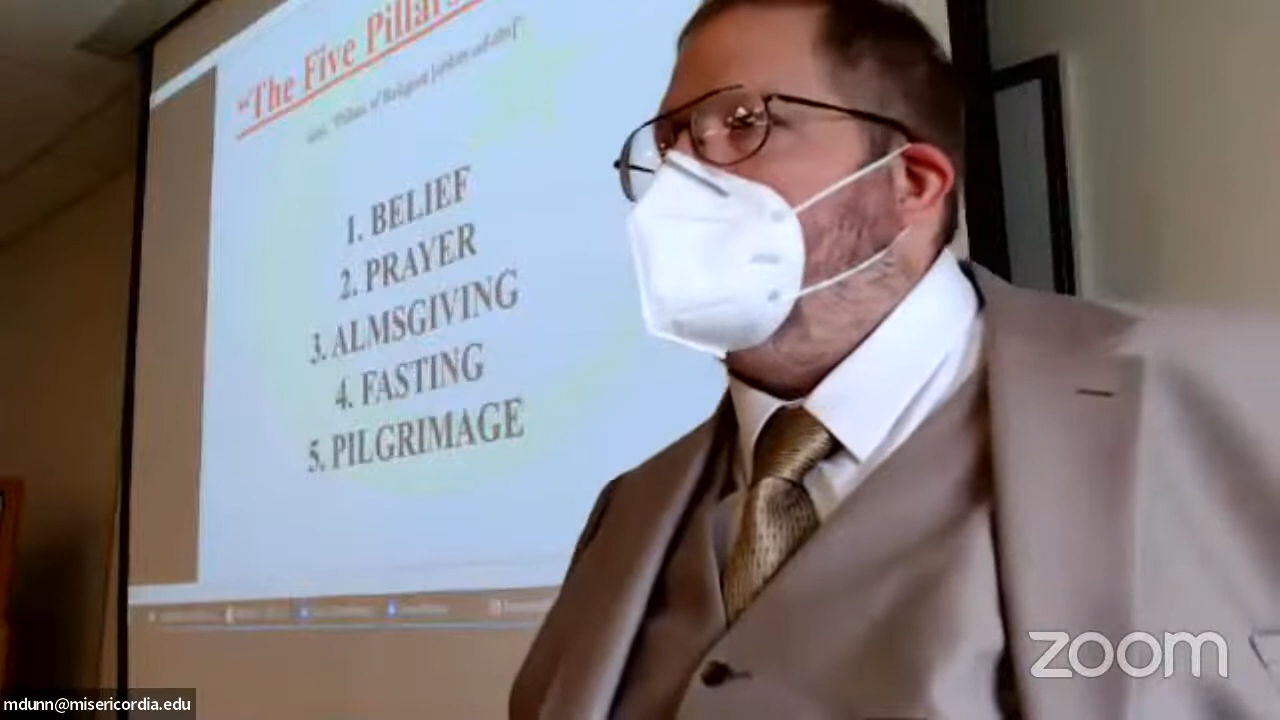 "The Five Pillars
1. BELIEF
2. PRAYER
3. ALMSGIVING
4. FASTING
5. PILGRIMAGE
zoom
mdunn@misericordia.edu